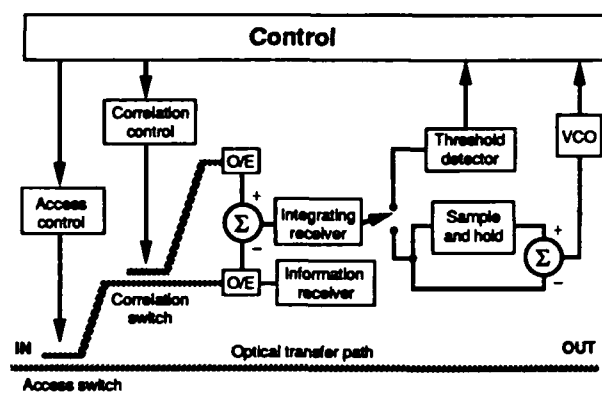 Control
Correlation
control
O/E
Threshold
detector
VCO
Access
control
+
Σ
−
Integrating
receiver
Sample
and hold
+
Σ
−
Correlation
switch
O/E
Information
receiver
IN
Optical transfer path
OUT
Access switch